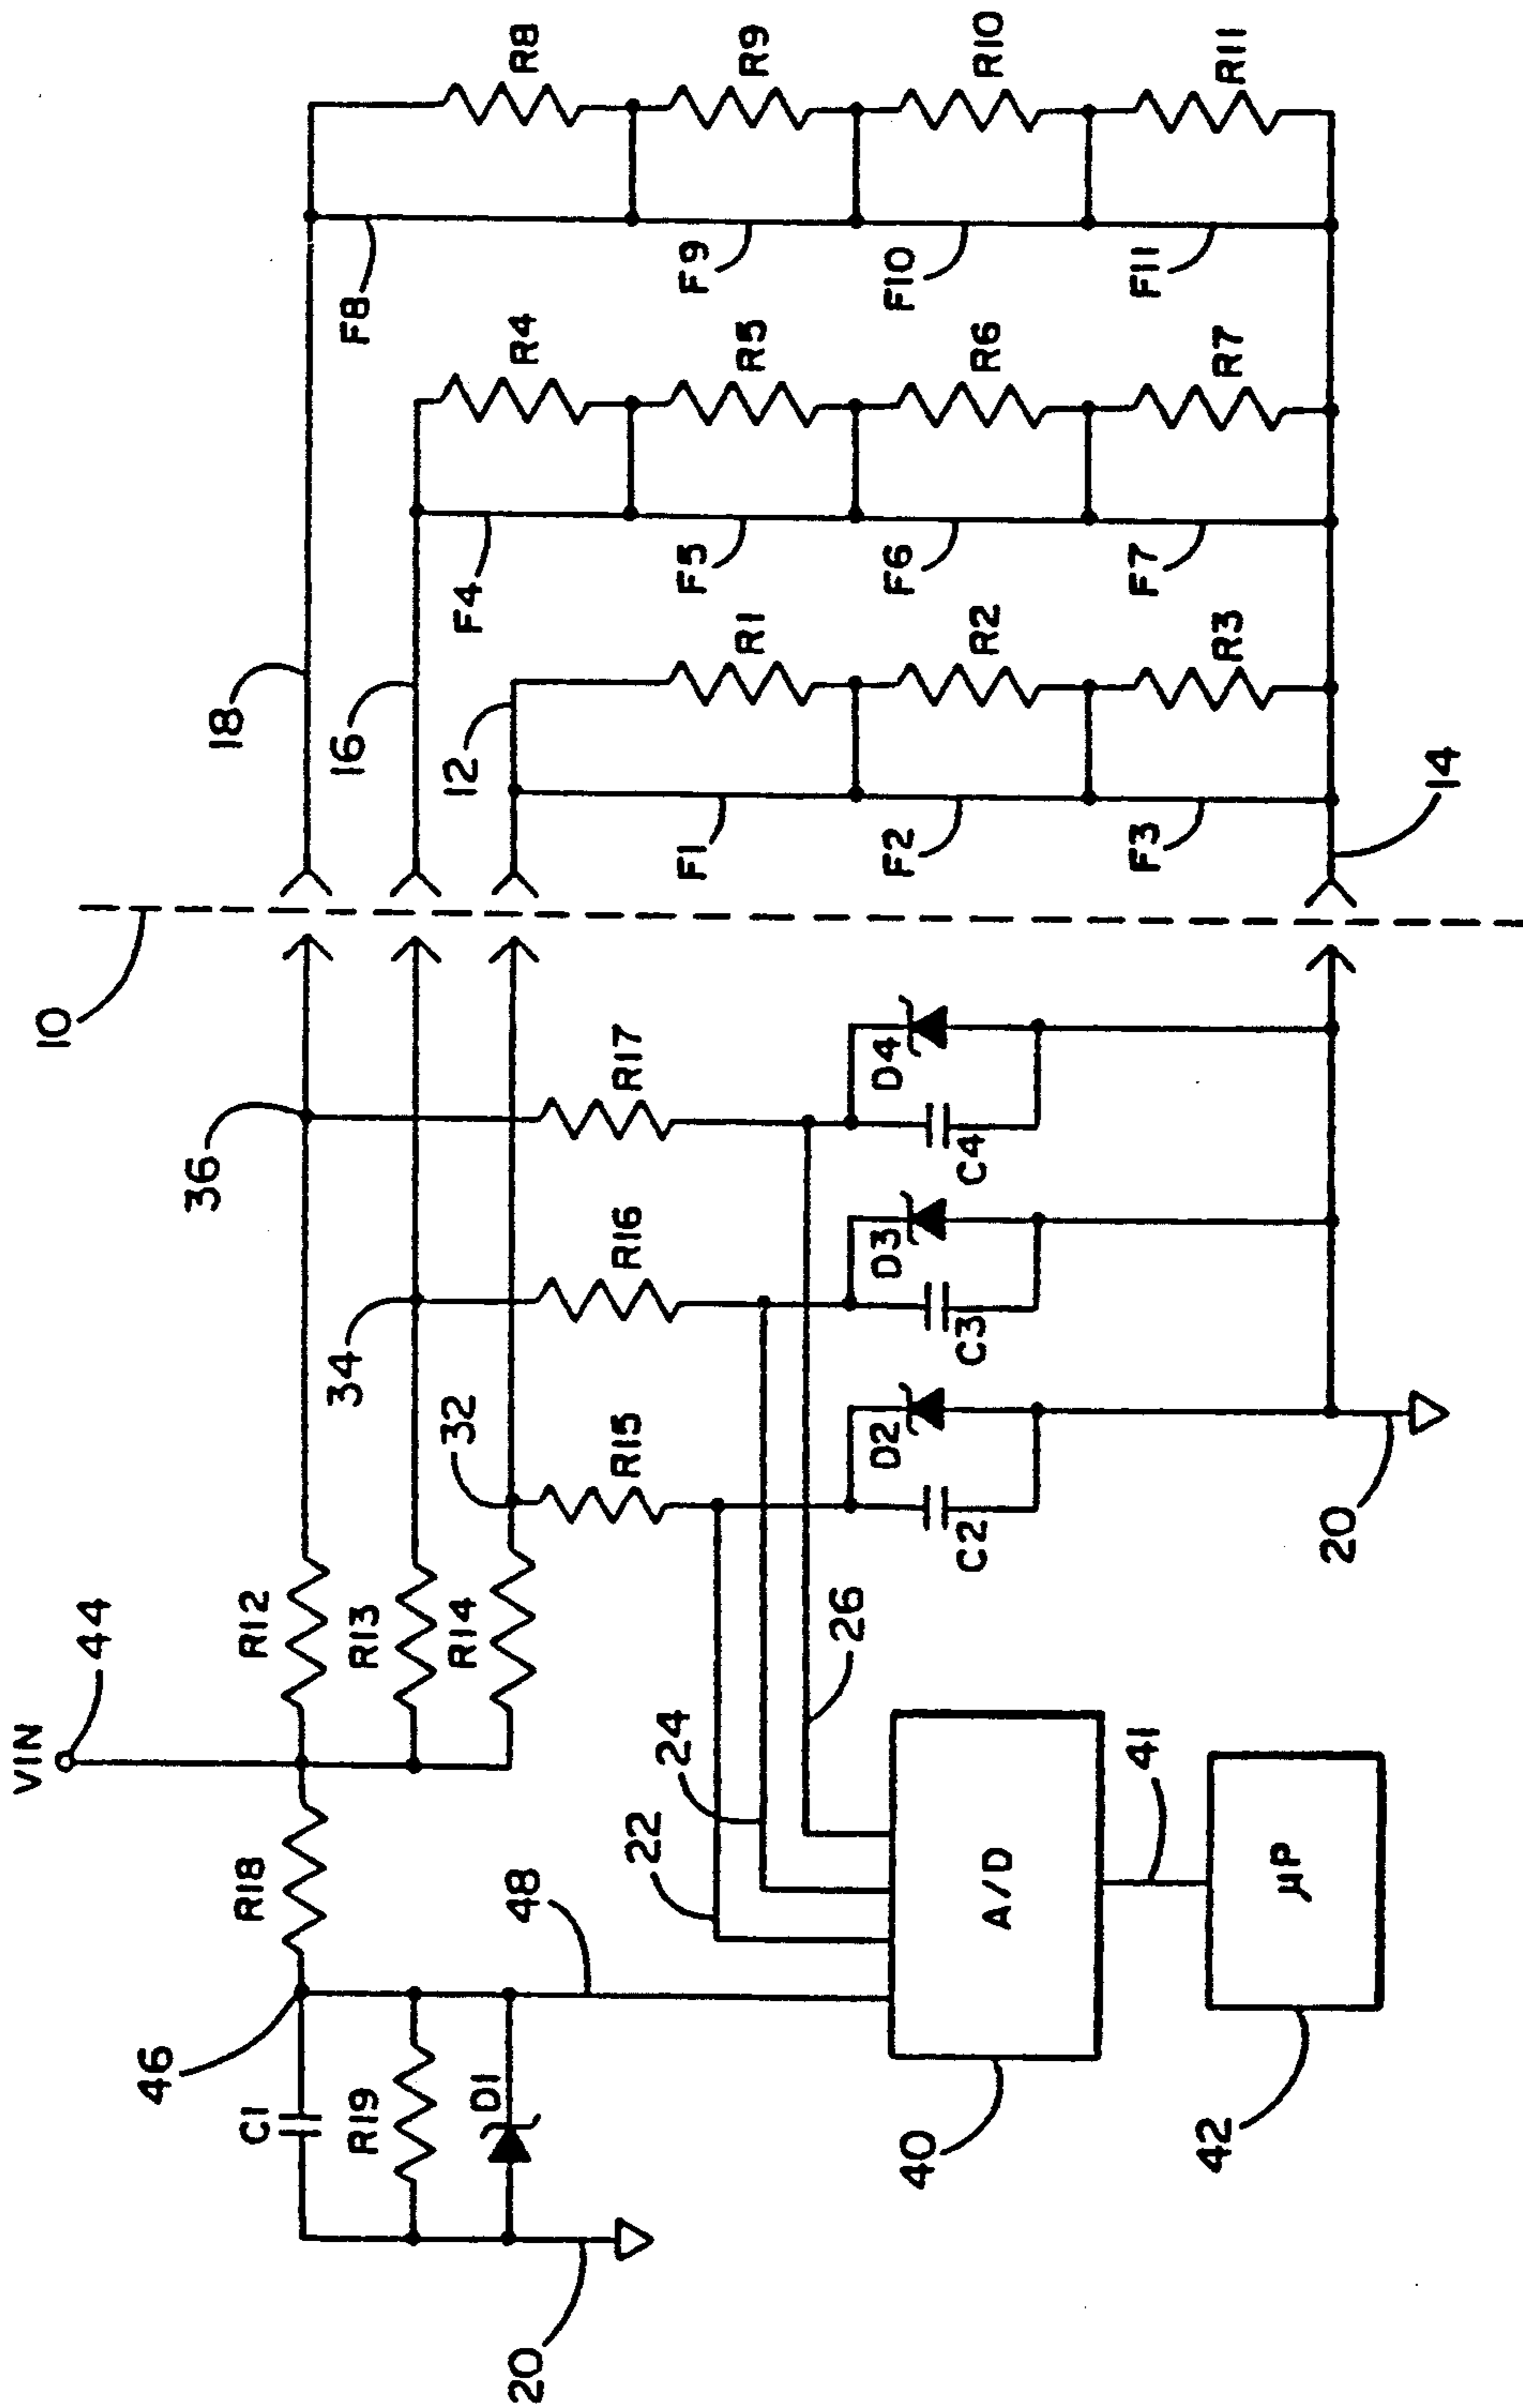 10
VIN
44
36
18
R12
R18
46
C1
34
16
F8
R8
R13
R19
32
12
F4
R4
R14
D1
R15
R16
R17
22
24
26
48
F1
R1
F5
R5
F9
R9
20
C2
D2
C3
D3
C4
D4
F2
R2
F6
R6
F10
R10
A/D
40
41
F3
R3
F7
R7
F11
R11
μP
42
20
14